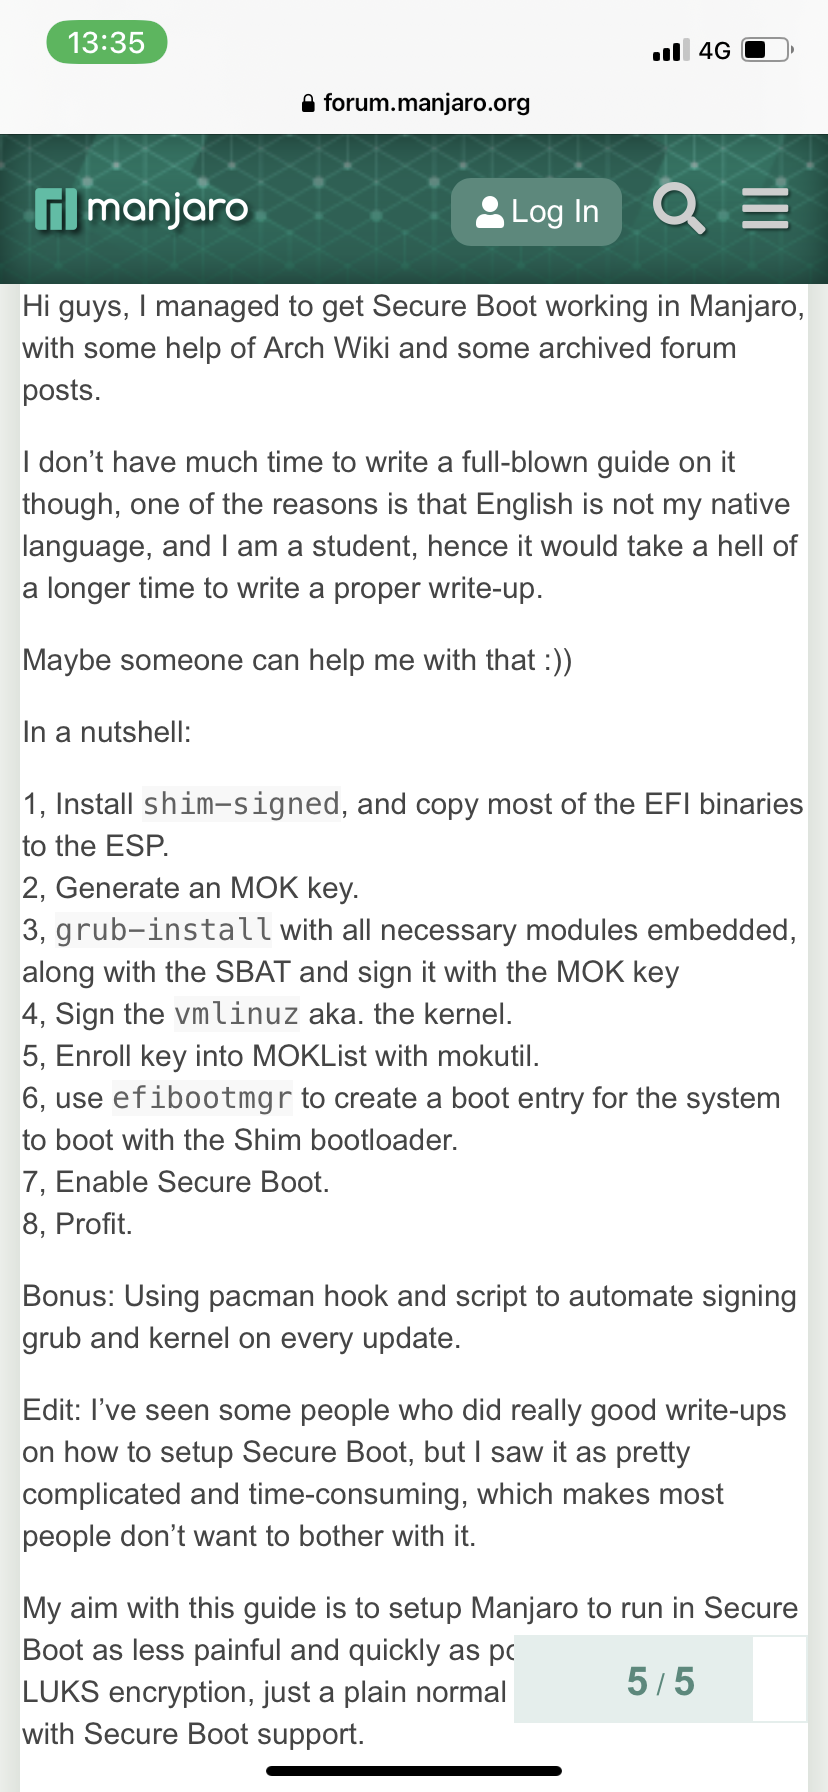 13:35
4G
forum.manjaro.org
manjaro
Log In
Hi guys, I managed to get Secure Boot working in Manjaro,
with some help of Arch Wiki and some archived forum
posts.
I don’t have much time to write a full-blown guide on it
though, one of the reasons is that English is not my native
language, and I am a student, hence it would take a hell of
a longer time to write a proper write-up.
Maybe someone can help me with that :))
In a nutshell:
1, Install shim-signed, and copy most of the EFI binaries
to the ESP.
2, Generate an MOK key.
3, grub-install with all necessary modules embedded,
along with the SBAT and sign it with the MOK key
4, Sign the vmlinuz aka. the kernel.
5, Enroll key into MOKList with mokutil.
6, use efibootmgr to create a boot entry for the system
to boot with the Shim bootloader.
7, Enable Secure Boot.
8, Profit.
Bonus: Using pacman hook and script to automate signing
grub and kernel on every update.
Edit: I’ve seen some people who did really good write-ups
on how to setup Secure Boot, but I saw it as pretty
complicated and time-consuming, which makes most
people don’t want to bother with it.
My aim with this guide is to setup Manjaro to run in Secure
Boot as less painful and quickly as
LUKS encryption, just a plain normal
with Secure Boot support.
5 / 5